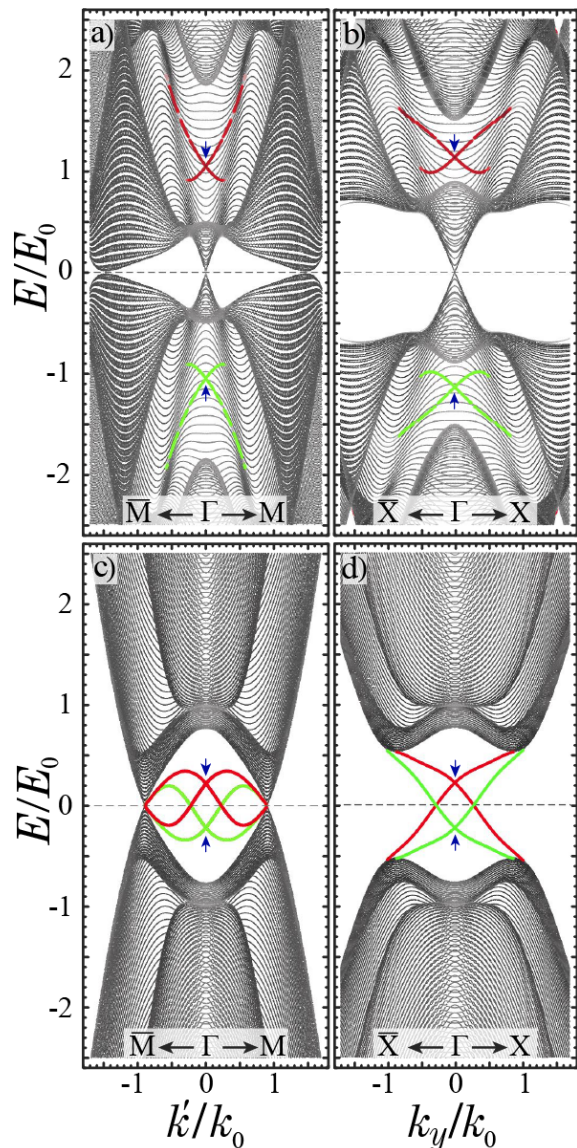 a)
b)
2
1
0
-1
-2
E/E₀
M̅ ← Γ → M
X̅ ← Γ → X
c)
d)
2
1
0
-1
-2
E/E₀
M̅ ← Γ → M
X̅ ← Γ → X
-1 0 1
-1 0 1
k'/k₀
k_y/k₀